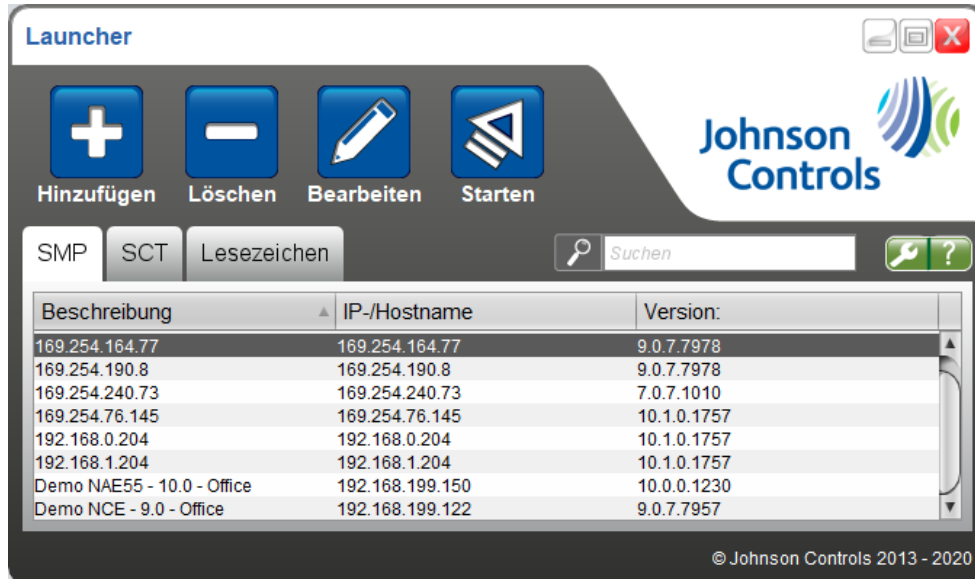 Launcher
X
Johnson
Controls
Hinzufügen Löschen Bearbeiten Starten
SMP SCT Lesezeichen Suchen ?
Beschreibung IP-/Hostname Version:
169.254.164.77 169.254.164.77 9.0.7.7978
169.254.190.8 169.254.190.8 9.0.7.7978
169.254.240.73 169.254.240.73 7.0.7.1010
169.254.76.145 169.254.76.145 10.1.0.1757
192.168.0.204 192.168.0.204 10.1.0.1757
192.168.1.204 192.168.1.204 10.1.0.1757
Demo NAE55 - 10.0 - Office 192.168.199.150 10.0.0.1230
Demo NCE - 9.0 - Office 192.168.199.122 9.0.7.7957
© Johnson Controls 2013 - 2020